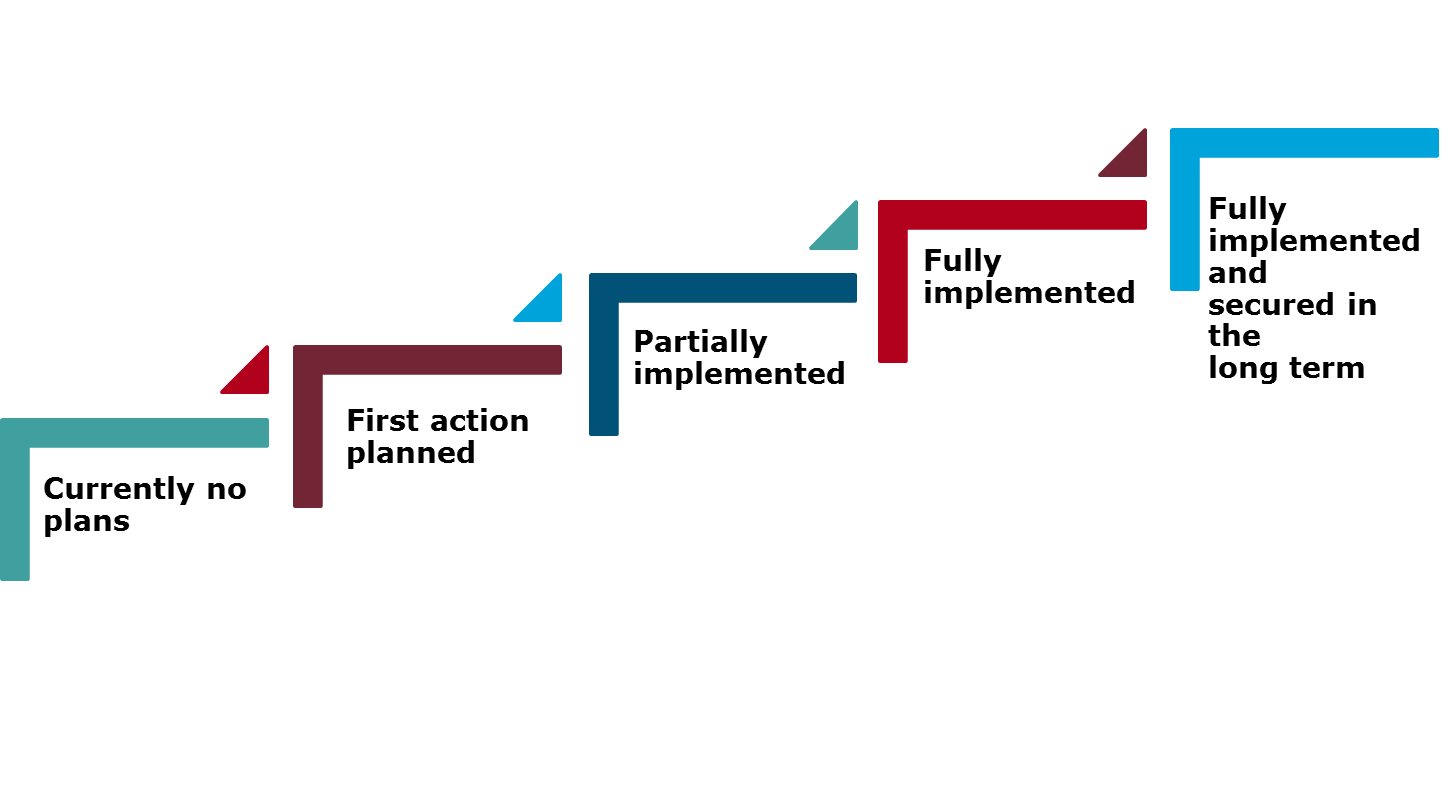 Currently no
plans
First action
planned
Partially
implemented
Fully
implemented
Fully
implemented
and
secured in
the
long term